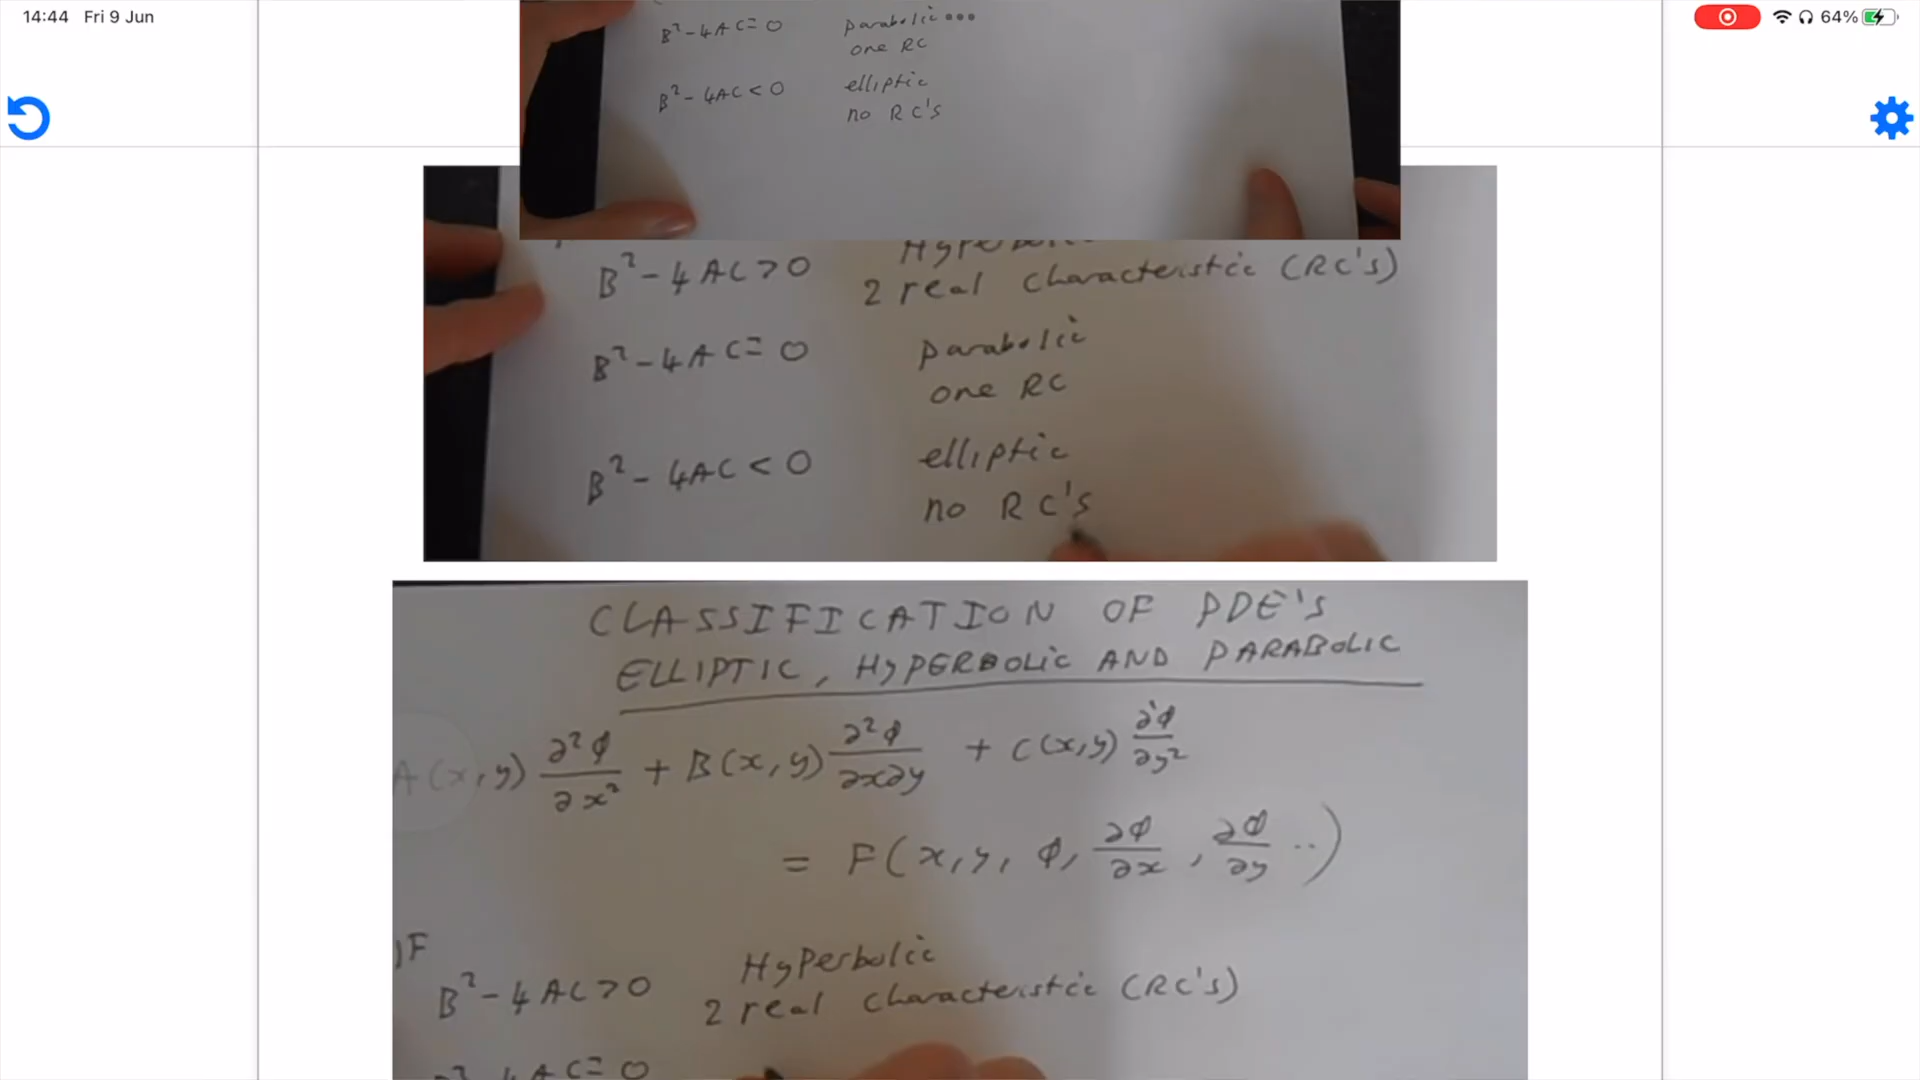 14:44 Fri 9 Jun
64%
B²-4AC=0 parabolic...
one RC
B²-4AC<0 elliptic
no RC's
B²-4AC>0
2 real characteristic (RC's)
B²-4AC=0 parabolic
one RC
B²-4AC<0 elliptic
no RC's
CLASSIFICATION OF PDE's
ELLIPTIC, HYPERBOLIC AND PARABOLIC
A(x,y) ∂²φ/∂x² + B(x,y) ∂²φ/∂x∂y + C(x,y) ∂²φ/∂y²
= F(x,y, φ, ∂φ/∂x, ∂φ/∂y ..)
IF
B²-4AC>0 Hyperbolic
2 real characteristic (RC's)
B²-4AC=0